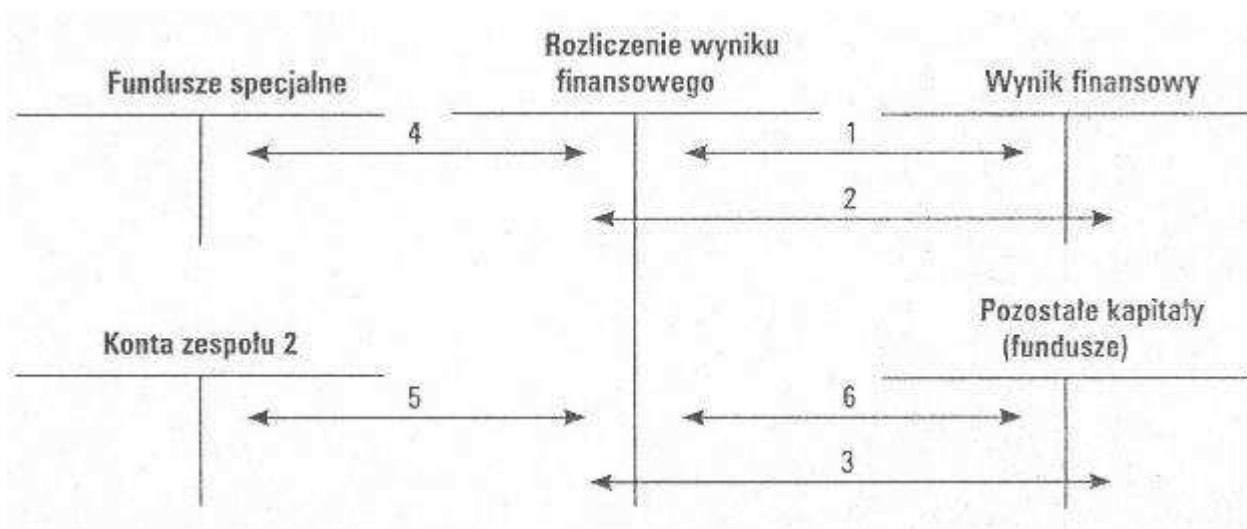 Rozliczenie wyniku
finansowego
Fundusze specjalne
Wynik finansowy
4
1
2
Pozostałe kapitały
(fundusze)
Konta zespołu 2
5
6
3